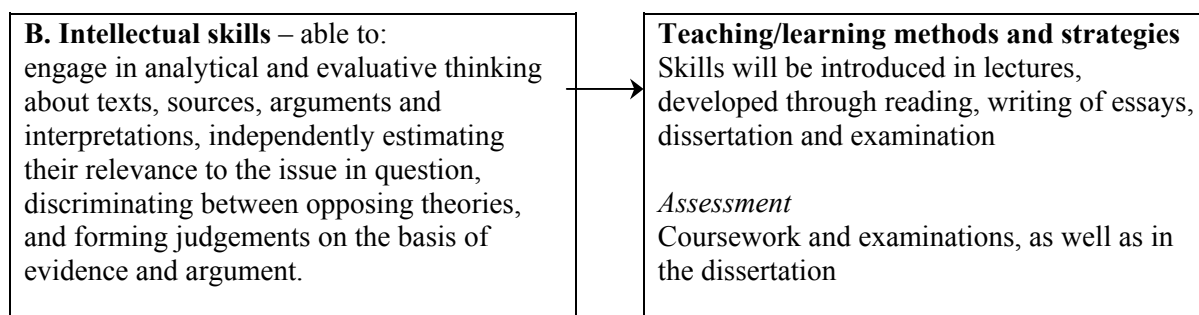 B. Intellectual skills – able to:
engage in analytical and evaluative thinking
about texts, sources, arguments and
interpretations, independently estimating
their relevance to the issue in question,
discriminating between opposing theories,
and forming judgements on the basis of
evidence and argument.
Teaching/learning methods and strategies
Skills will be introduced in lectures,
developed through reading, writing of essays,
dissertation and examination
Assessment
Coursework and examinations, as well as in
the dissertation